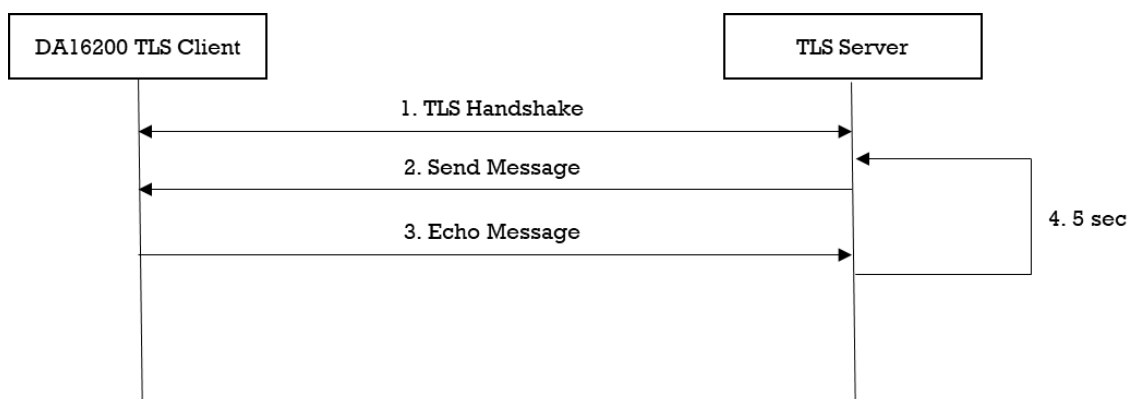 DA16200 TLS Client
TLS Server
1. TLS Handshake
2. Send Message
3. Echo Message
4. 5 sec